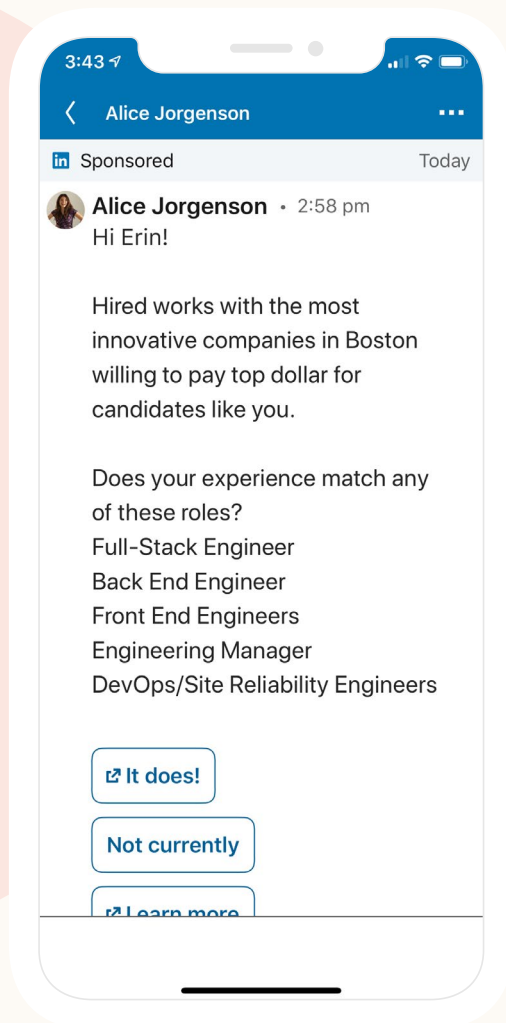 3:43
Alice Jorgenson
in Sponsored Today
Alice Jorgenson • 2:58 pm
Hi Erin!
Hired works with the most
innovative companies in Boston
willing to pay top dollar for
candidates like you.
Does your experience match any
of these roles?
Full-Stack Engineer
Back End Engineer
Front End Engineers
Engineering Manager
DevOps/Site Reliability Engineers
It does!
Not currently
Learn more